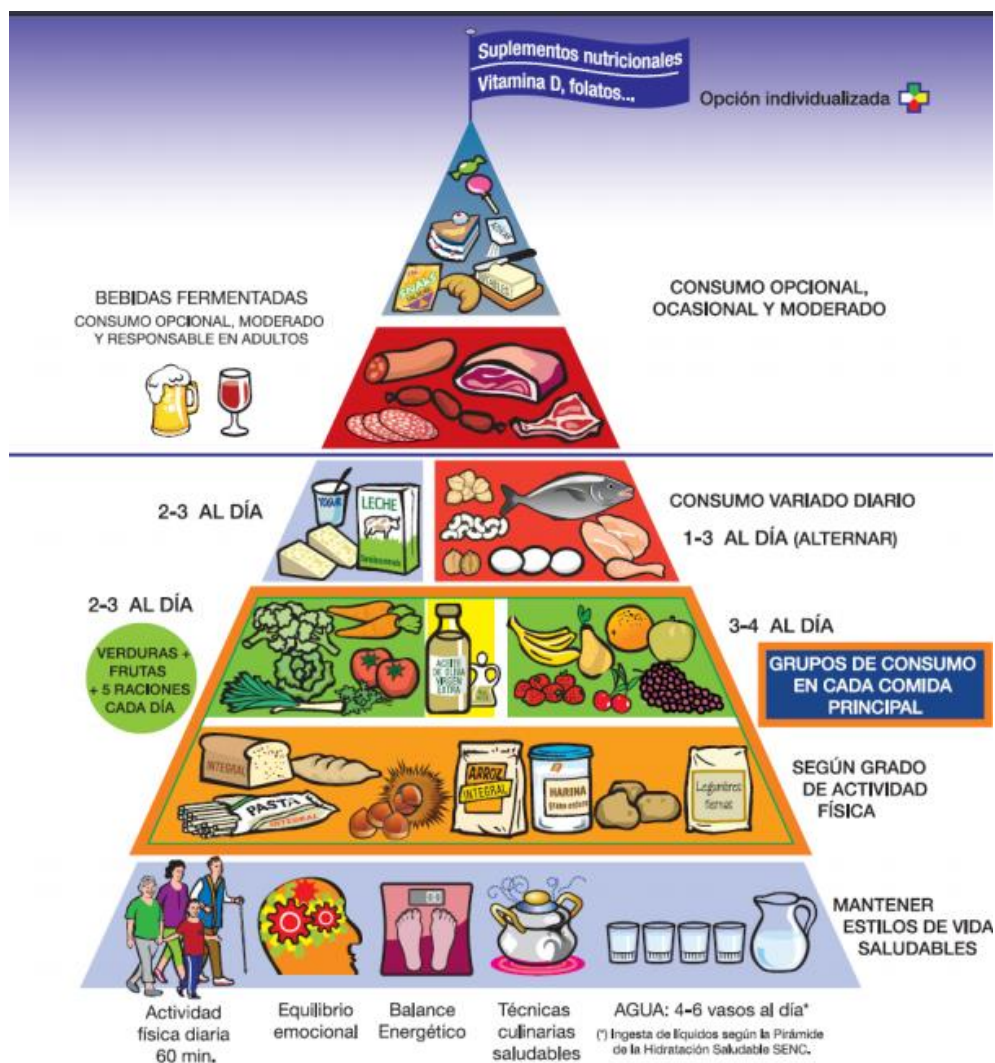 Suplementos nutricionales
Vitamina D, folatos...
Opción individualizada
AZÚCAR
SNAKS
BEBIDAS FERMENTADAS
CONSUMO OPCIONAL, MODERADO
Y RESPONSABLE EN ADULTOS
CONSUMO OPCIONAL,
OCASIONAL Y MODERADO
2-3 AL DÍA
YOGUR
LECHE
CONSUMO VARIADO DIARIO
1-3 AL DÍA (ALTERNAR)
2-3 AL DÍA
VERDURAS +
FRUTAS
+ 5 RACIONES
CADA DÍA
ACEITE
DE OLIVA
VIRGEN
EXTRA
3-4 AL DÍA
GRUPOS DE CONSUMO
EN CADA COMIDA
PRINCIPAL
INTEGRAL
PASTA
INTEGRAL
ARROZ
INTEGRAL
HARINA
Legumbres
tiernas
SEGÚN GRADO
DE ACTIVIDAD
FÍSICA
MANTENER
ESTILOS DE VIDA
SALUDABLES
Actividad
física diaria
60 min.
Equilibrio
emocional
Balance
Energético
Técnicas
culinarias
saludables
AGUA: 4-6 vasos al día*
(*) Ingesta de líquidos según la Pirámide
de la Hidratación Saludable SENC.